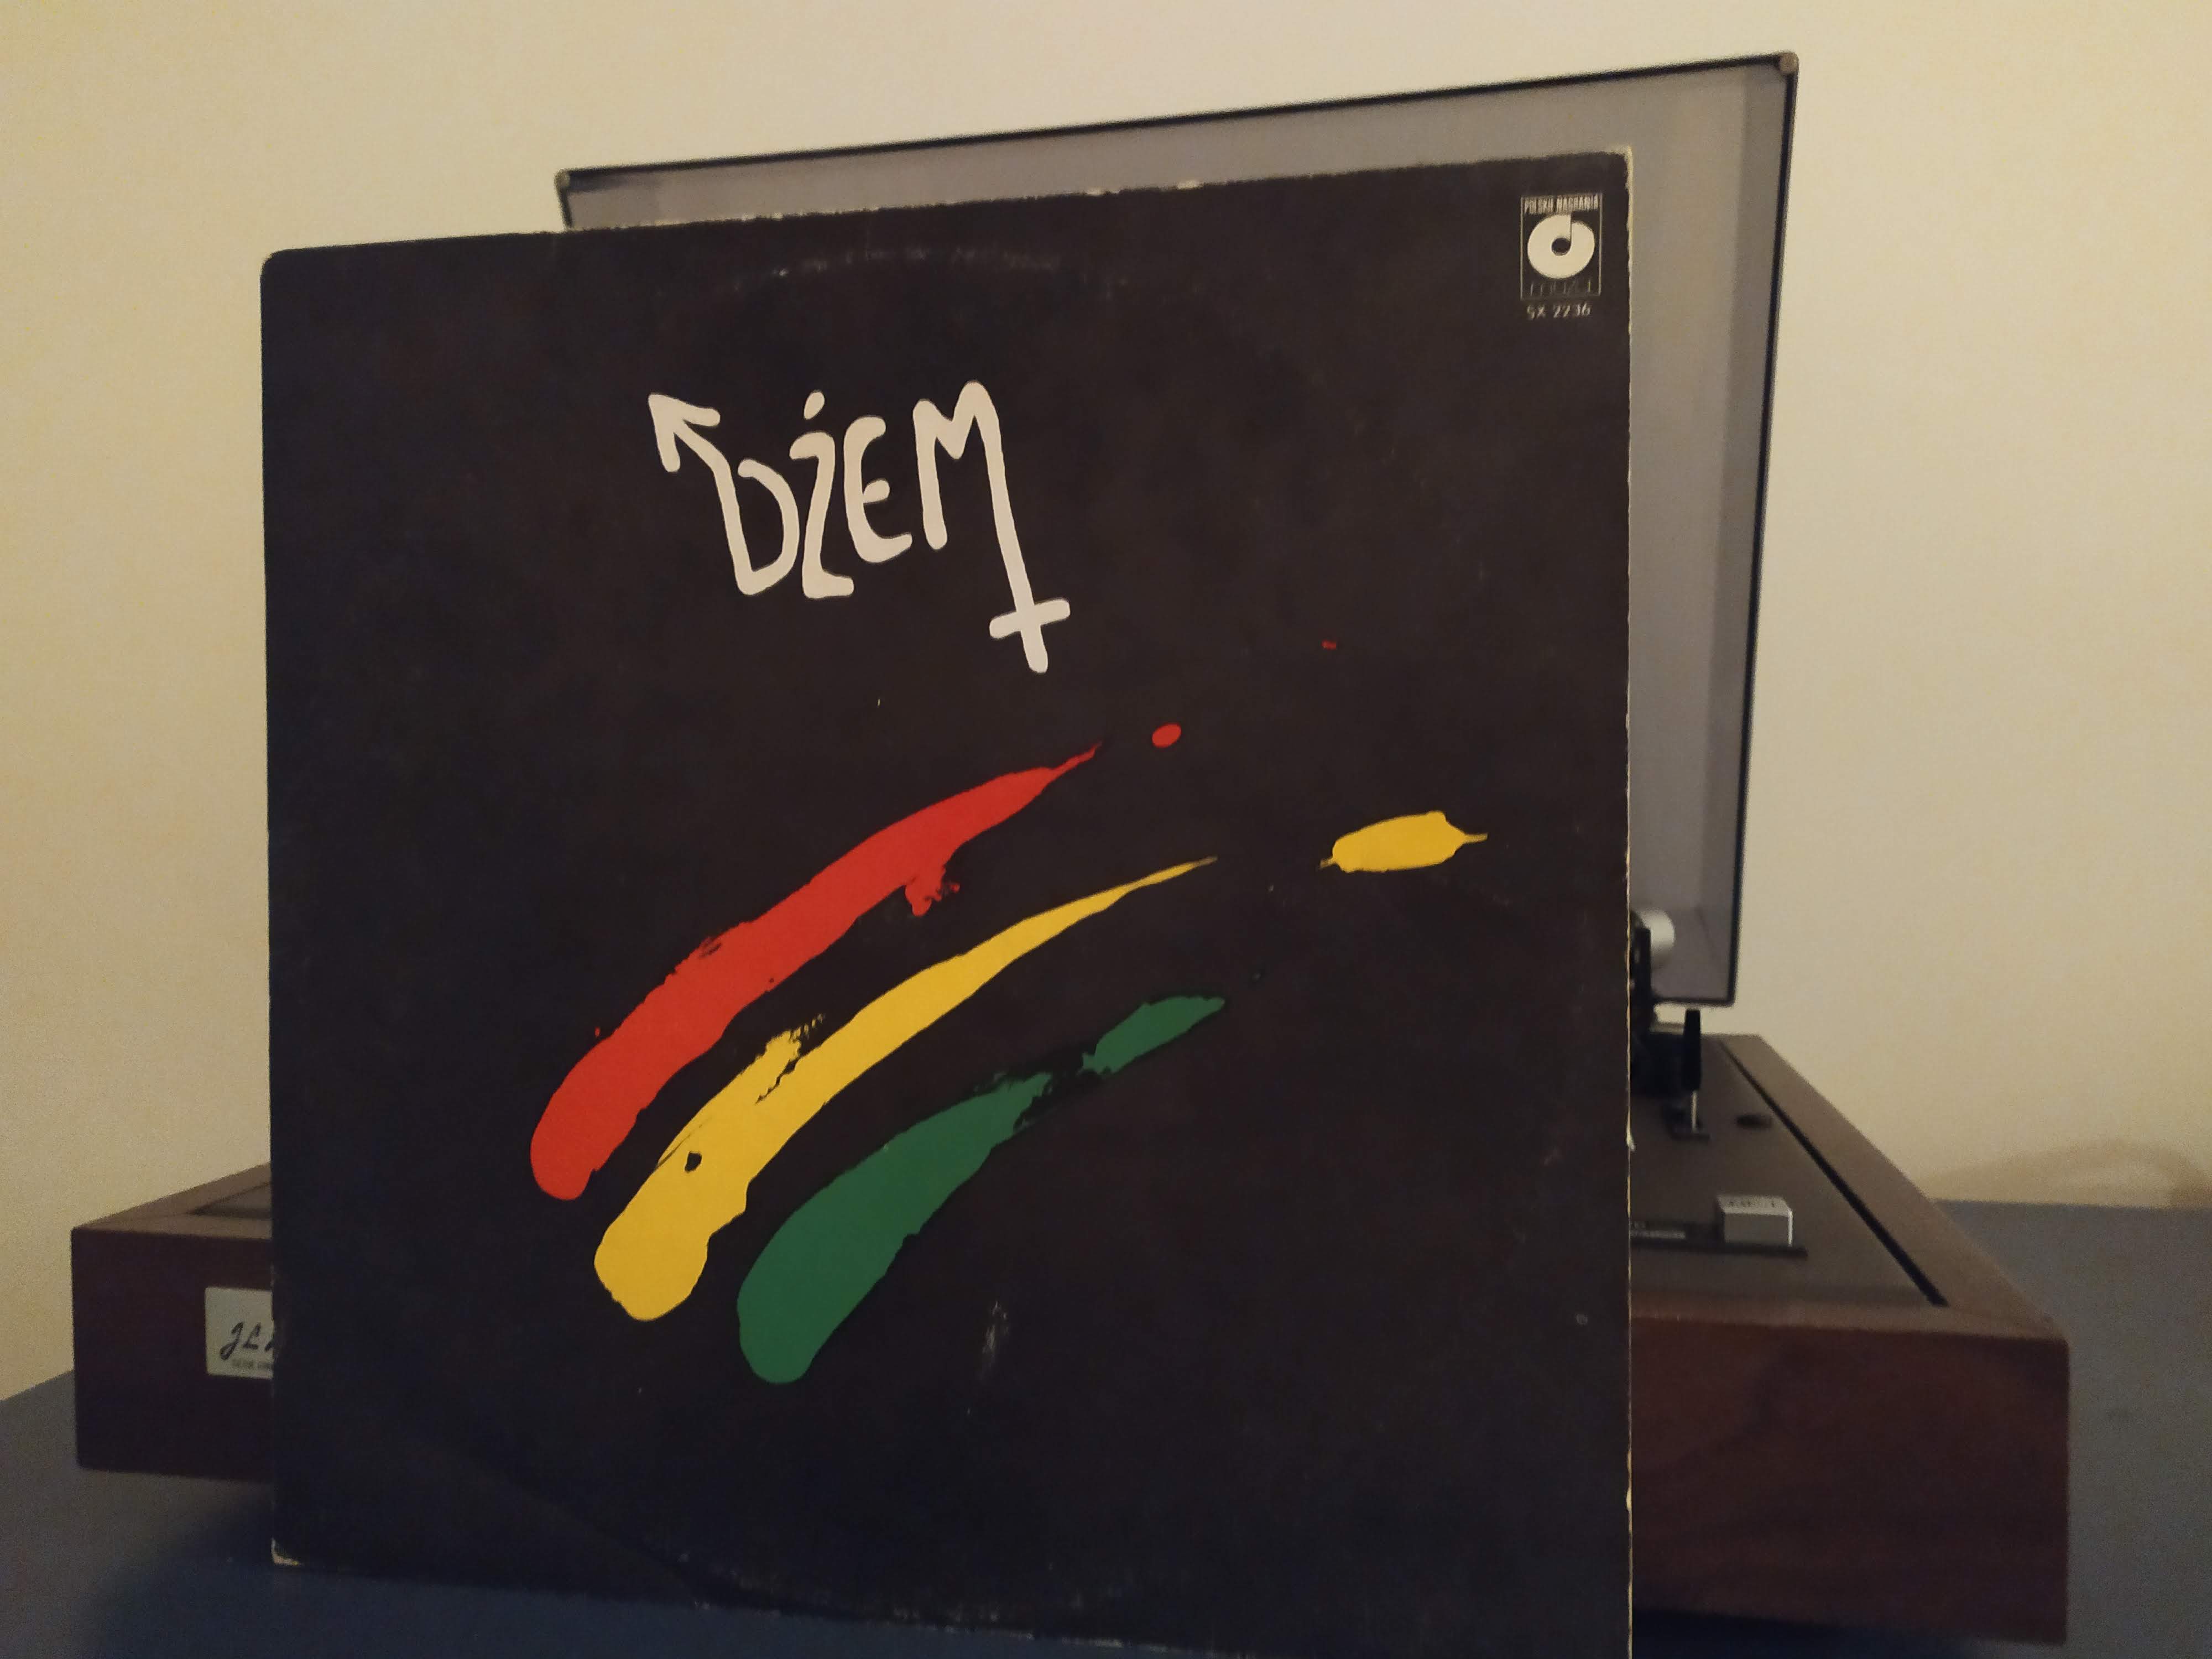 POLSKIE NAGRANIA
muza
SX 2236
DŻEM